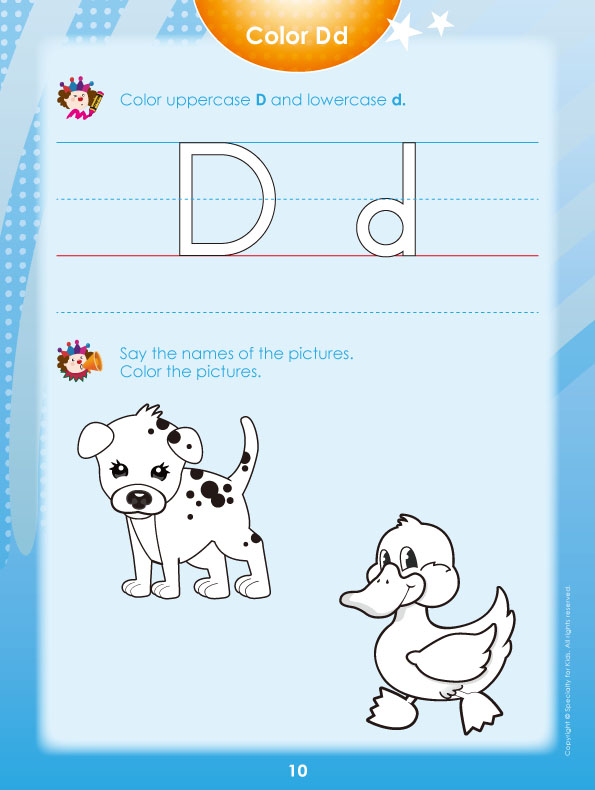 Color Dd
Color uppercase D and lowercase d.
D d
Say the names of the pictures.
Color the pictures.
Copyright © Specialty for Kids. All rights reserved.
10